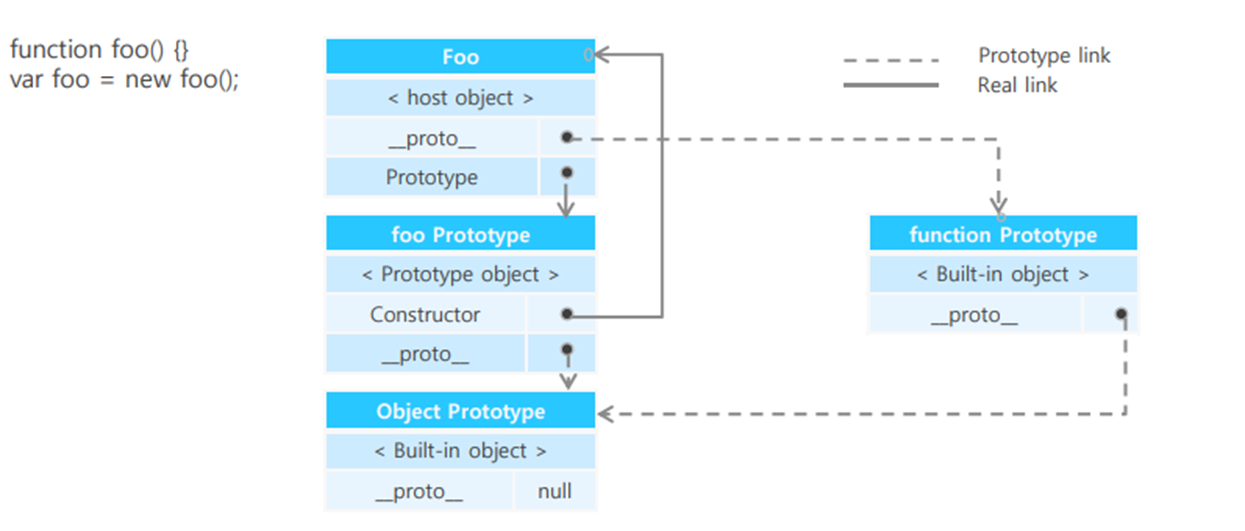 function foo() {}
var foo = new foo();
Foo
< host object >
__proto__
Prototype
foo Prototype
< Prototype object >
Constructor
__proto__
Object Prototype
< Built-in object >
__proto__ null
Prototype link
Real link
function Prototype
< Built-in object >
__proto__